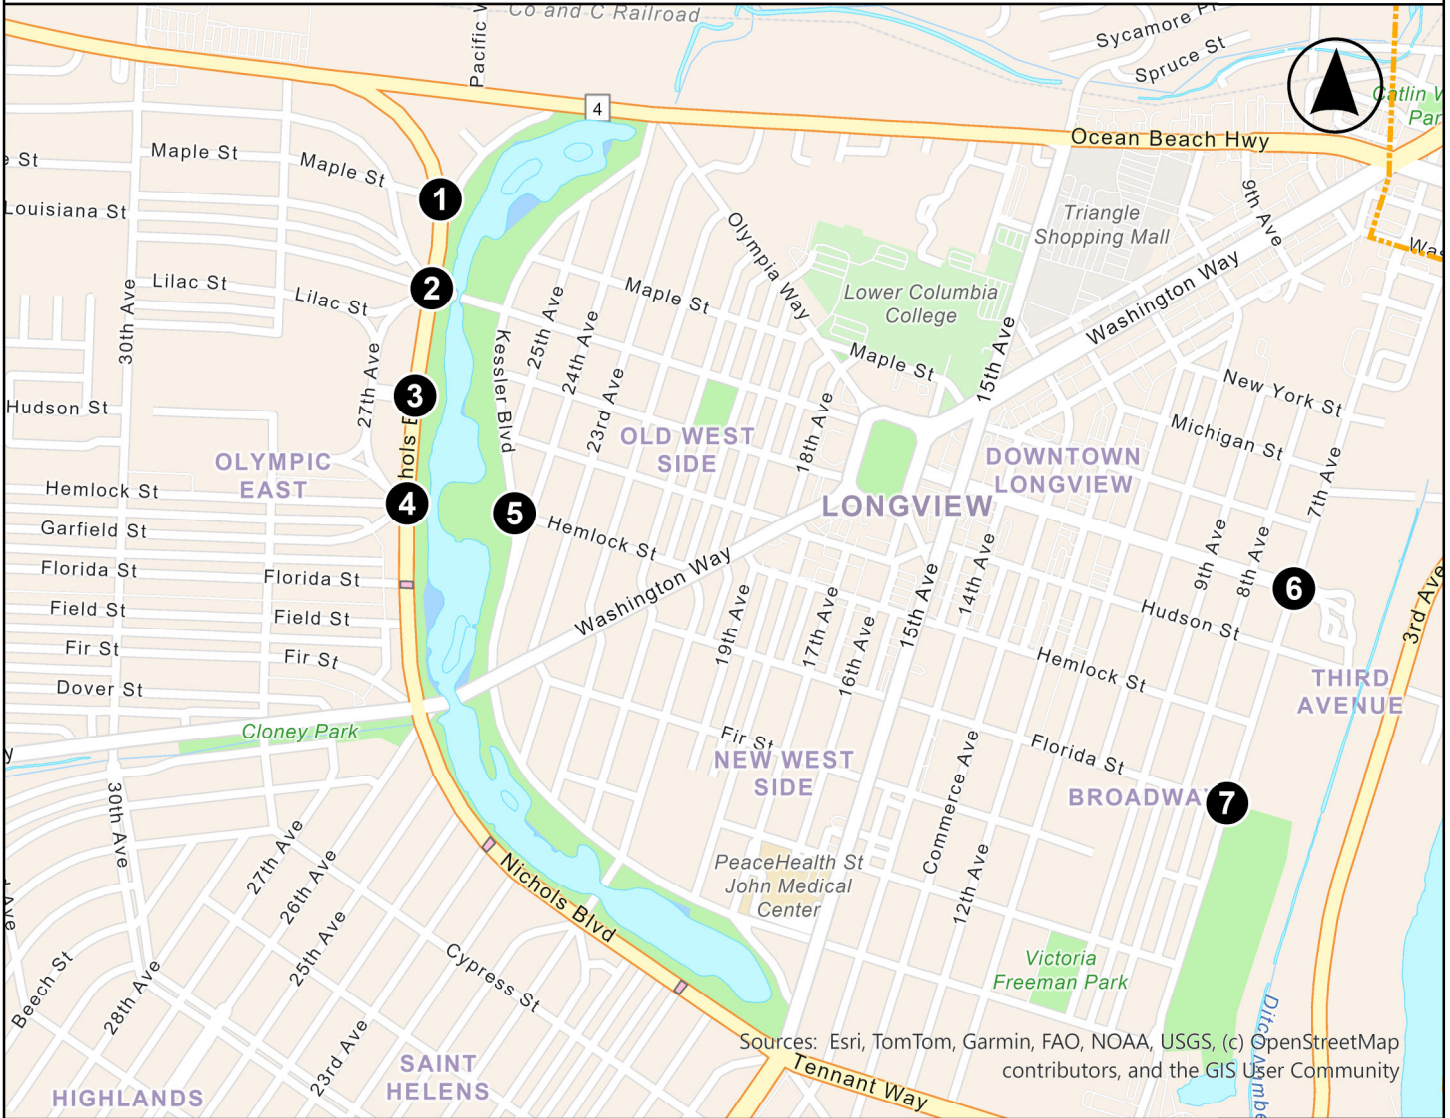 Co and C Railroad
Pacific
Sycamore
Spruce St
4
Ocean Beach Hwy
Catlin
Maple St
Maple St
St
1
Louisiana St
9th Ave
Triangle
Shopping Mall
Olympia Way
Washington Way
2
Lilac St
Lilac St
Maple St
Lower Columbia
College
30th Ave
25th Ave
24th Ave
Kessler Blvd
15th Ave
Maple St
27th Ave
23rd Ave
3
Hudson St
New York St
18th Ave
Michigan St
OLD WEST
SIDE
OLYMPIC
EAST
DOWNTOWN
LONGVIEW
7th Ave
Hemlock St
4
5
LONGVIEW
Hemlock St
Garfield St
Washington Way
9th Ave
8th Ave
14th Ave
15th Ave
Florida St
Florida St
6
3rd Ave
Field St
Field St
19th Ave
17th Ave
16th Ave
Hudson St
Fir St
Fir St
Hemlock St
Dover St
THIRD
AVENUE
Cloney Park
Fir St
Florida St
NEW WEST
SIDE
Commerce Ave
BROADWAY
7
30th Ave
27th Ave
26th Ave
25th Ave
Nichols Blvd
PeaceHealth St
John Medical
Center
12th Ave
Victoria
Freeman Park
Cypress St
Beech St
28th Ave
23rd Ave
SAINT
HELENS
HIGHLANDS
Tennant Way
Sources: Esri, TomTom, Garmin, FAO, NOAA, USGS, (c) OpenStreetMap
contributors, and the GIS User Community